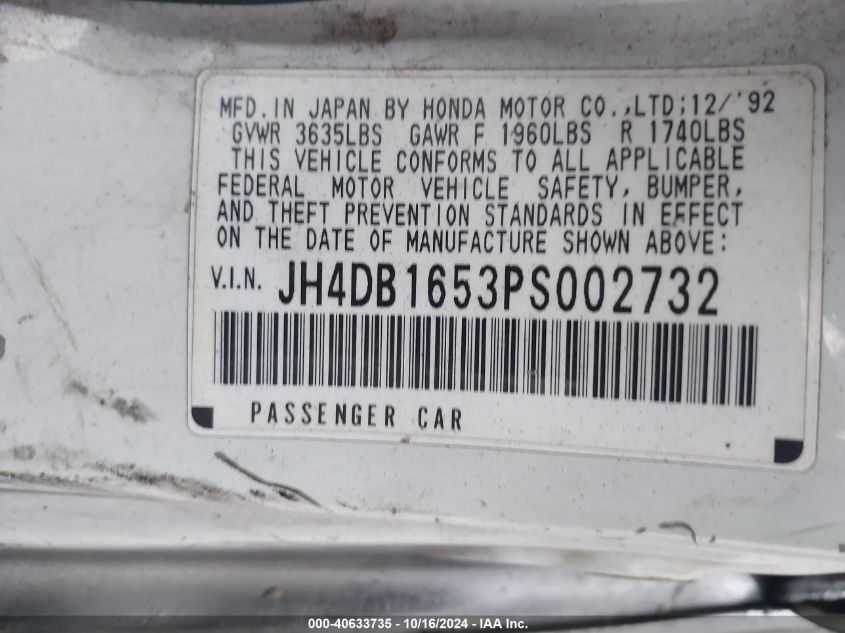 MFD.IN JAPAN BY HONDA MOTOR CO.,LTD;12/'92
GVWR 3635LBS GAWR F 1960LBS R 1740LBS
THIS VEHICLE CONFORMS TO ALL APPLICABLE
FEDERAL MOTOR VEHICLE SAFETY, BUMPER,
AND THEFT PREVENTION STANDARDS IN EFFECT
ON THE DATE OF MANUFACTURE SHOWN ABOVE:
V.I.N. JH4DB1653PS002732
PASSENGER CAR
000-40633735 - 10/16/2024 - IAA Inc.